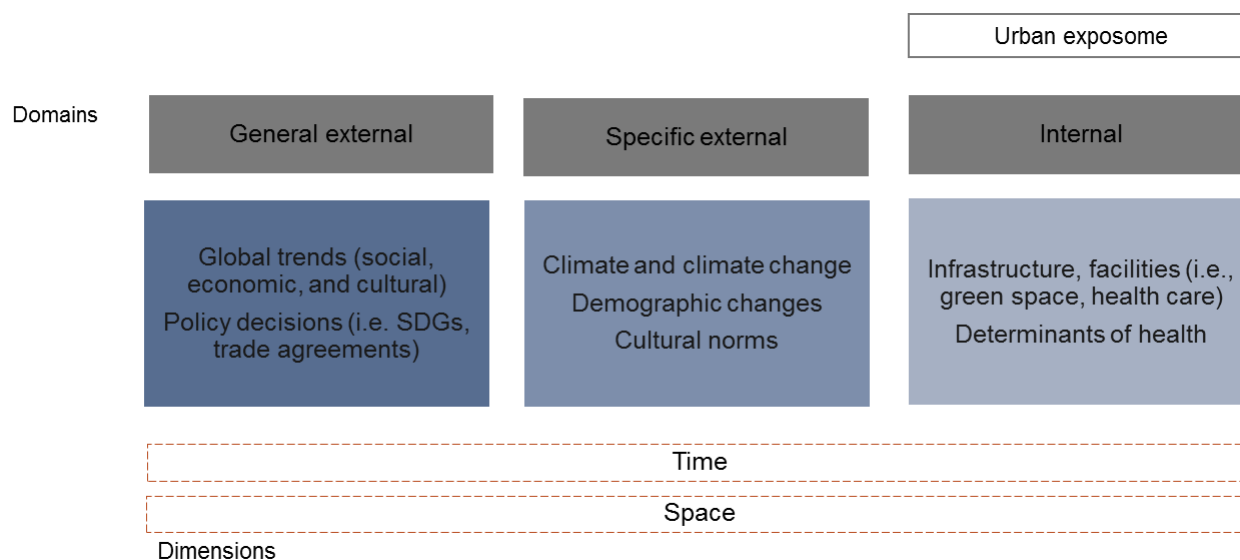 Urban exposome
Domains
General external
Specific external
Internal
Global trends (social,
economic, and cultural)
Policy decisions (i.e. SDGs,
trade agreements)
Climate and climate change
Demographic changes
Cultural norms
Infrastructure, facilities (i.e.,
green space, health care)
Determinants of health
Time
Space
Dimensions